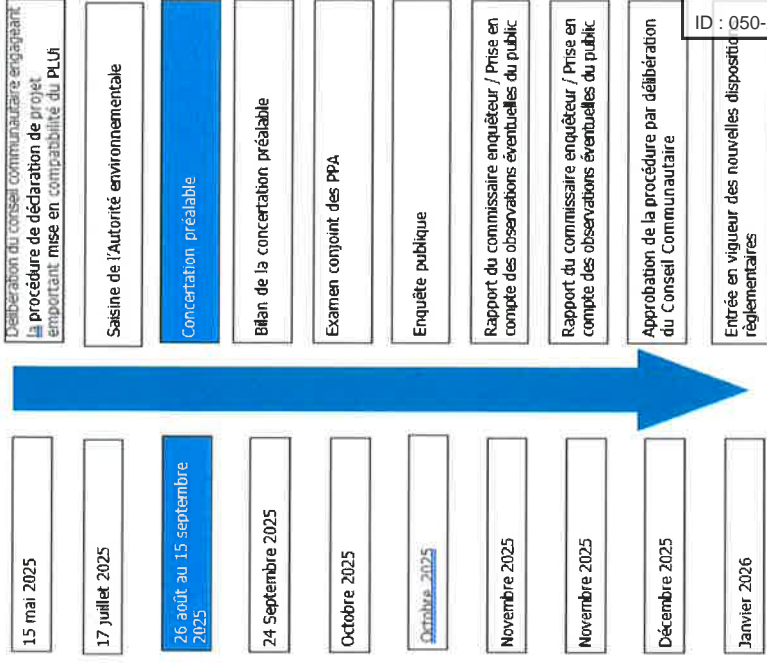 ID : 050-
15 mai 2025
Délibération du conseil communautaire engageant
la procédure de déclaration de projet
emportant mise en compatibilité du PLUi
17 juillet 2025
Saisine de l'Autorité environnementale
26 août au 15 septembre
2025
Concertation préalable
24 Septembre 2025
Bilan de la concertation préalable
Octobre 2025
Examen conjoint des PPA
Octobre 2025
Enquête publique
Novembre 2025
Rapport du commissaire enquêteur / Prise en
compte des observations éventuelles du public
Novembre 2025
Rapport du commissaire enquêteur / Prise en
compte des observations éventuelles du public
Décembre 2025
Approbation de la procédure par délibération
du Conseil Communautaire
Janvier 2026
Entrée en vigueur des nouvelles dispositio
règlementaires